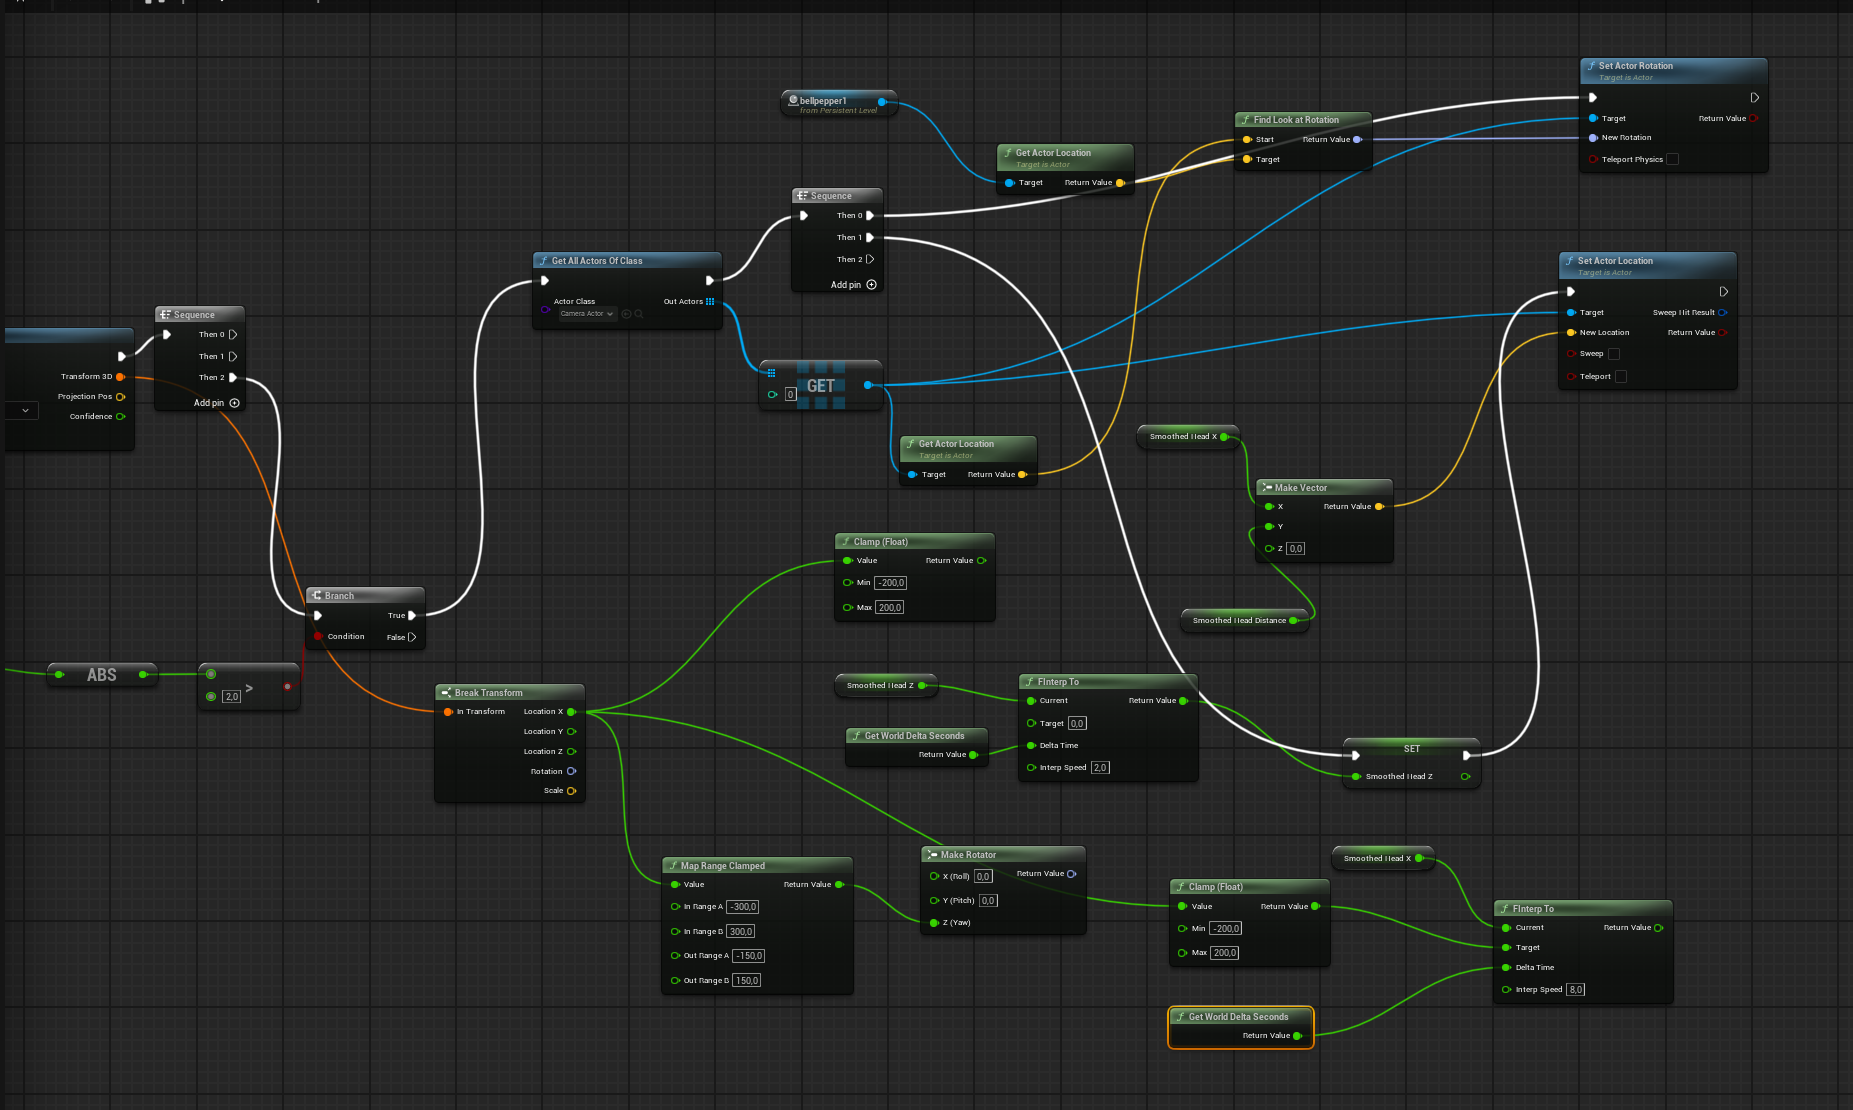 bellpepper1
from Persistent Level
Get Actor Location
Target is Actor
Target
Return Value
Find Look at Rotation
Start
Return Value
Target
Set Actor Rotation
Target is Actor
Target
Return Value
New Rotation
Teleport Physics
Sequence
Then 0
Then 1
Then 2
Add pin
Get All Actors Of Class
Actor Class
Out Actors
Camera Actor
Set Actor Location
Target is Actor
Target
Sweep Hit Result
New Location
Return Value
Sweep
Teleport
Sequence
Then 0
Then 1
Then 2
Add pin
Transform 3D
Projection Pos
Confidence
GET
0
Get Actor Location
Target is Actor
Target
Return Value
Smoothed Head X
Make Vector
X
Return Value
Y
Z 0,0
Smoothed Head Distance
Clamp (Float)
Value
Return Value
Min -200,0
Max 200,0
Branch
True
Condition
False
ABS
>
2,0
Break Transform
In Transform
Location X
Location Y
Location Z
Rotation
Scale
Smoothed Head Z
Get World Delta Seconds
Return Value
FInterp To
Current
Return Value
Target 0,0
Delta Time
Interp Speed 2,0
SET
Smoothed Head Z
Map Range Clamped
Value
Return Value
In Range A -300,0
In Range B 300,0
Out Range A -150,0
Out Range B 150,0
Make Rotator
X (Roll) 0,0
Return Value
Y (Pitch) 0,0
Z (Yaw)
Smoothed Head X
Clamp (Float)
Value
Return Value
Min -200,0
Max 200,0
FInterp To
Current
Return Value
Target
Delta Time
Interp Speed 8,0
Get World Delta Seconds
Return Value